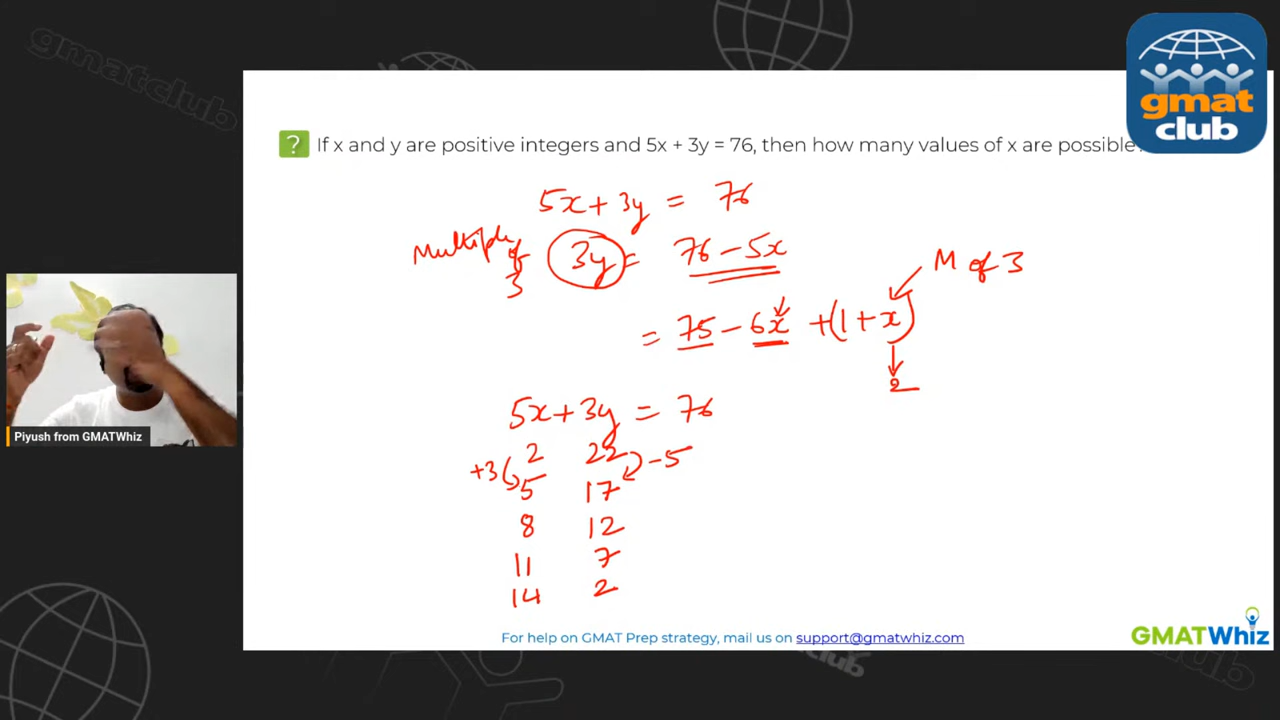 gmatclub
gmat
club
? If x and y are positive integers and 5x + 3y = 76, then how many values of x are possible?
5x + 3y = 76
Multiple of 3 3y = 76 - 5x
M of 3
= 75 - 6x + (1 + x)
2
5x + 3y = 76
2 22
+3 -5
5 17
8 12
11 7
14 2
Piyush from GMATWhiz
For help on GMAT Prep strategy, mail us on support@gmatwhiz.com
GMATWhiz
club